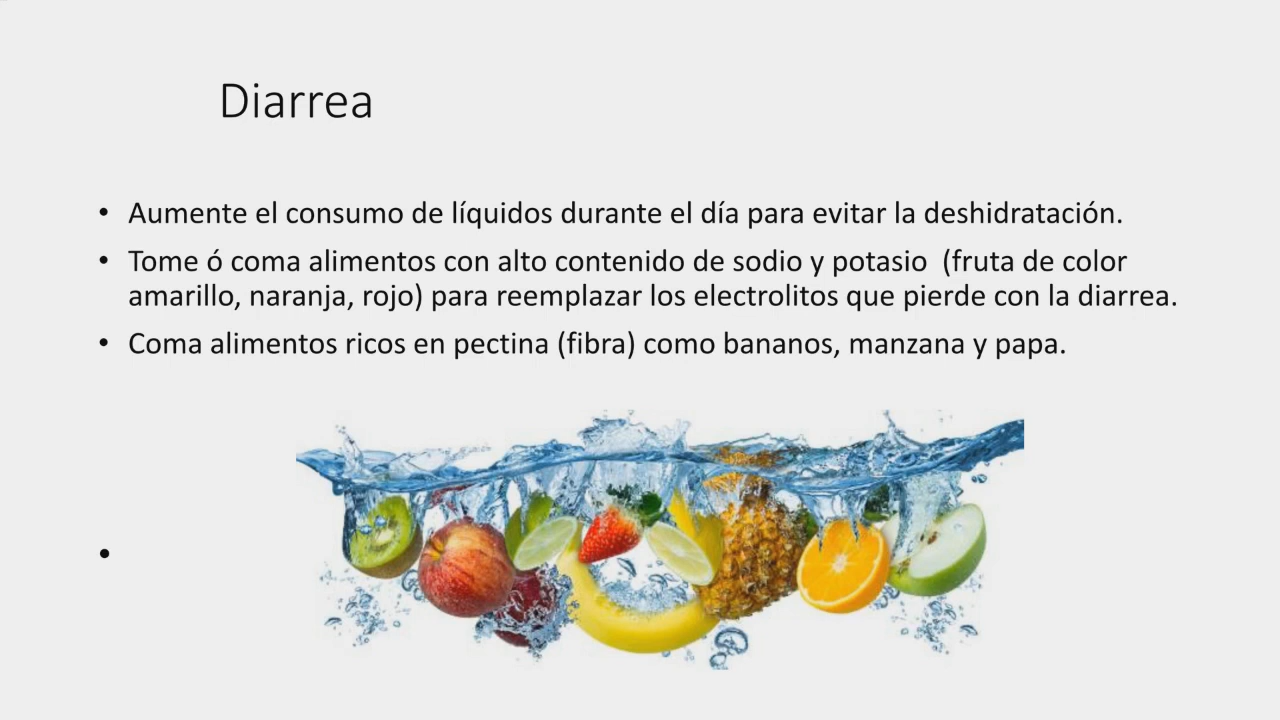 Diarrea
• Aumente el consumo de líquidos durante el día para evitar la deshidratación.
• Tome ó coma alimentos con alto contenido de sodio y potasio  (fruta de color
amarillo, naranja, rojo) para reemplazar los electrolitos que pierde con la diarrea.
• Coma alimentos ricos en pectina (fibra) como bananos, manzana y papa.
•